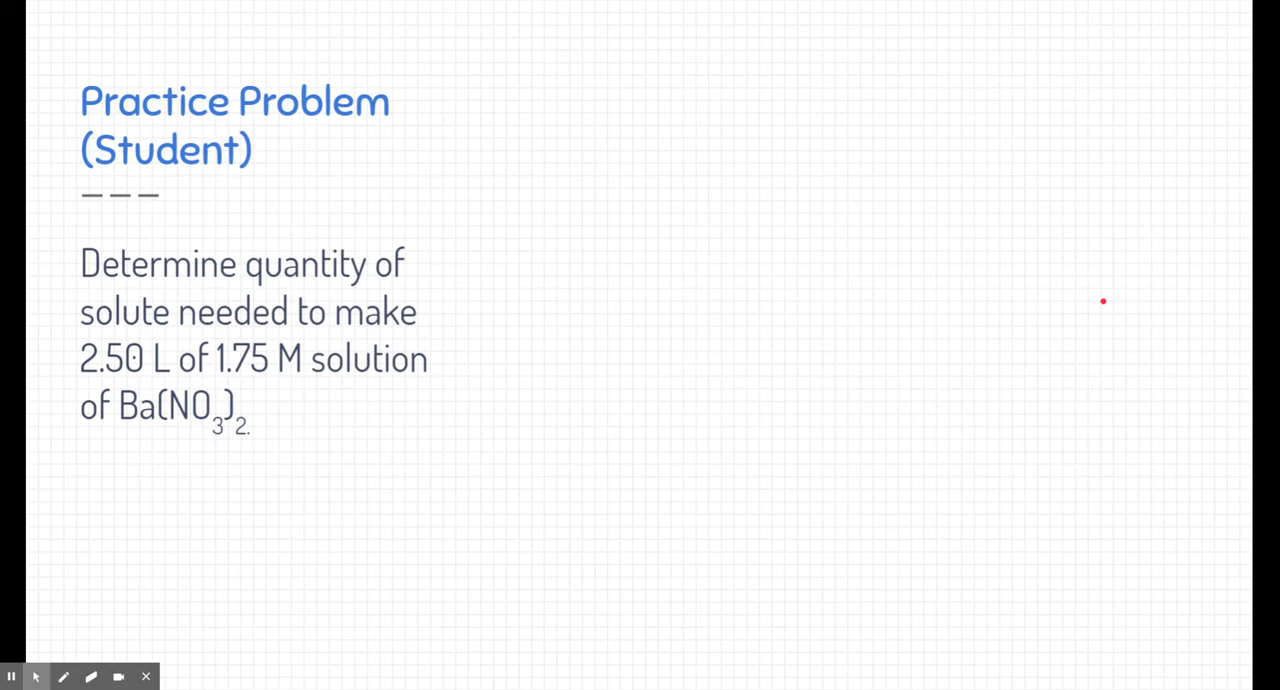 Practice Problem
(Student)
Determine quantity of
solute needed to make
2.50 L of 1.75 M solution
of Ba(NO₃)₂.